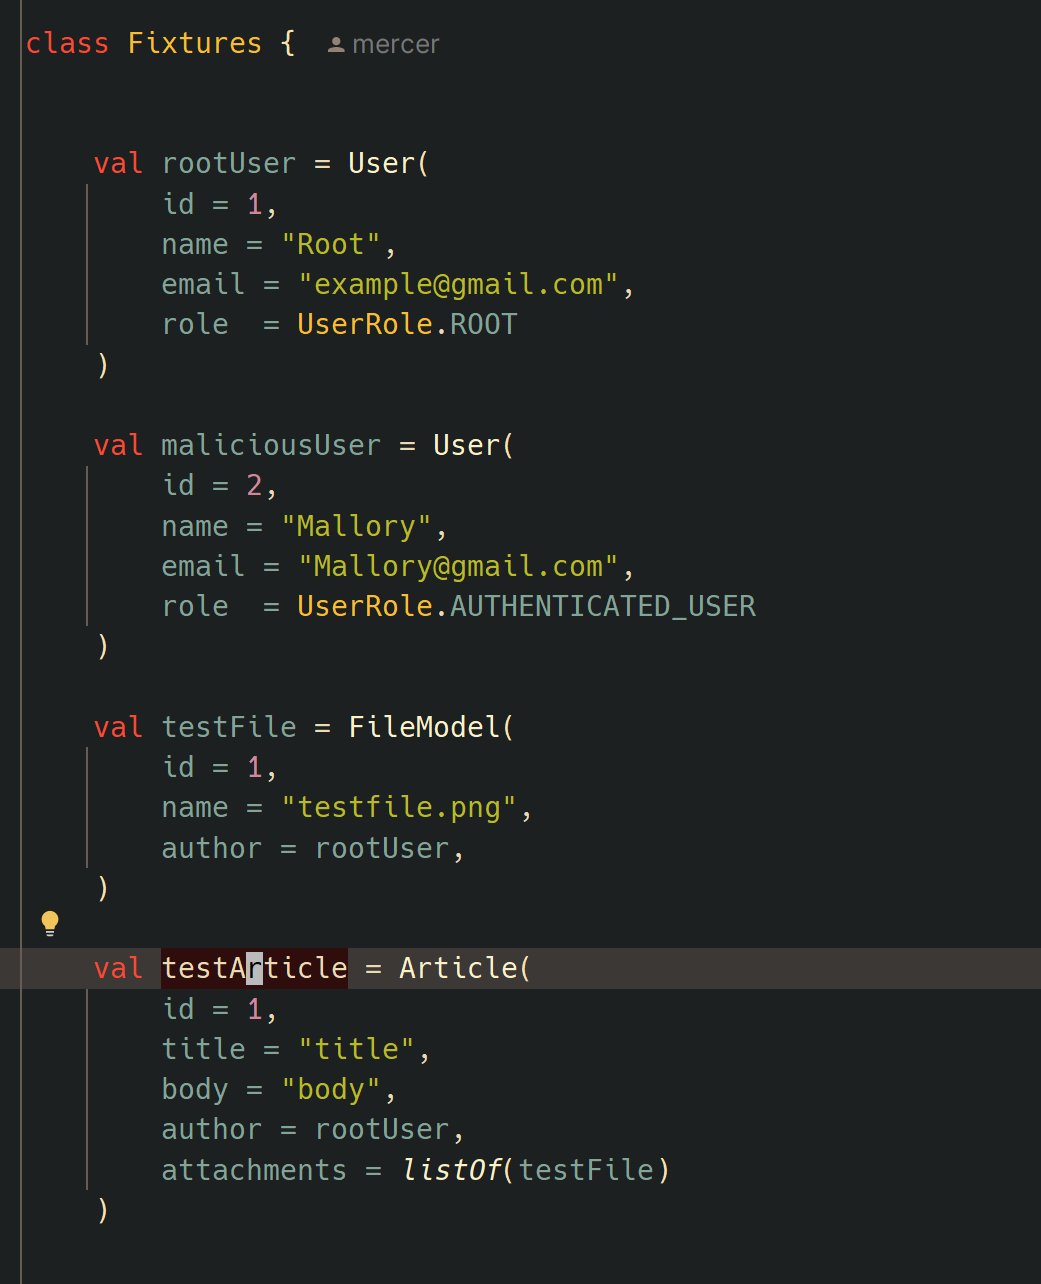 class Fixtures { mercer
val rootUser = User(
id = 1,
name = "Root",
email = "example@gmail.com",
role  = UserRole.ROOT
)
val maliciousUser = User(
id = 2,
name = "Mallory",
email = "Mallory@gmail.com",
role  = UserRole.AUTHENTICATED_USER
)
val testFile = FileModel(
id = 1,
name = "testfile.png",
author = rootUser,
)
val testArticle = Article(
id = 1,
title = "title",
body = "body",
author = rootUser,
attachments = listOf(testFile)
)